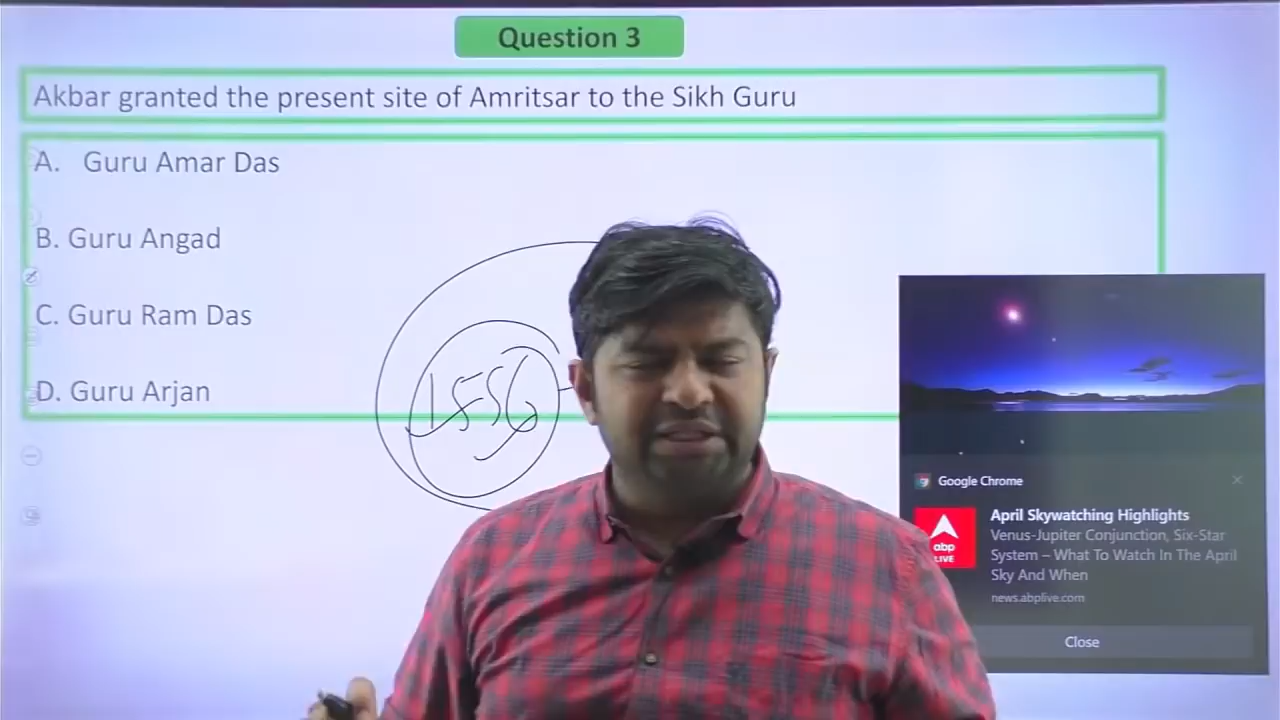 Question 3
Akbar granted the present site of Amritsar to the Sikh Guru
A. Guru Amar Das
B. Guru Angad
C. Guru Ram Das
D. Guru Arjan
1556
Google Chrome
abp
LIVE
April Skywatching Highlights
Venus-Jupiter Conjunction, Six-Star
System – What To Watch In The April
Sky And When
news.abplive.com
Close